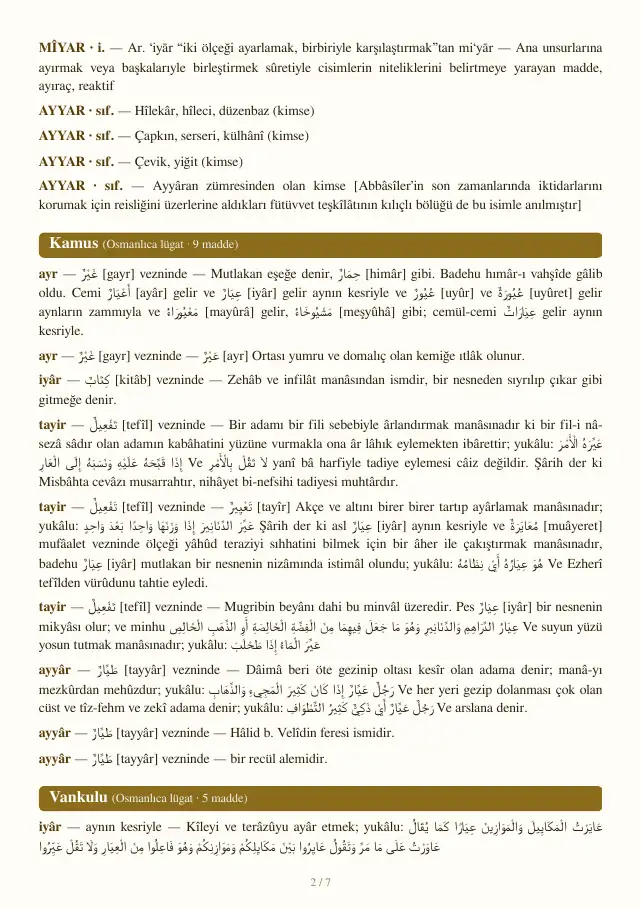 MÎYAR · i. — Ar. ‘iyār “iki ölçeği ayarlamak, birbiriyle karşılaştırmak”tan mi‘yār — Ana unsurlarına
ayırmak veya başkalarıyle birleştirmek sûretiyle cisimlerin niteliklerini belirtmeye yarayan madde,
ayıraç, reaktif
AYYAR · sıf. — Hîlekâr, hîleci, düzenbaz (kimse)
AYYAR · sıf. — Çapkın, serseri, külhânî (kimse)
AYYAR · sıf. — Çevik, yiğit (kimse)
AYYAR · sıf. — Ayyâran zümresinden olan kimse [Abbâsîler’in son zamanlarında iktidarlarını
korumak için reisliğini üzerlerine aldıkları fütüvvet teşkîlâtının kılıçlı bölüğü de bu isimle anılmıştır]
Kamus (Osmanlıca lügat · 9 madde)
ayr — غَيْرٌ [gayr] vezninde — Mutlakan eşeğe denir, حِمَارٌ [himâr] gibi. Badehu hımâr-ı vahşîde gâlib
oldu. Cemi أَعْيَارٌ [ayâr] gelir ve عِيَارٌ [iyâr] gelir aynın kesriyle ve عُيُورٌ [uyûr] ve عُيُورَةٌ [uyûret] gelir
aynların zammıyla ve مَعْيُورَاءُ [mayûrâ] gelir, مَشْيُوخَاءُ [meşyûhâ] gibi; cemül-cemi عِيَارَاتٌ gelir aynın
kesriyle.
ayr — غَيْرٌ [gayr] vezninde — عَيْرٌ [ayr] Ortası yumru ve domalıç olan kemiğe ıtlâk olunur.
iyâr — كِتَابٌ [kitâb] vezninde — Zehâb ve infilât manâsından ismdir, bir nesneden sıyrılıp çıkar gibi
gitmeğe denir.
tayir — تَفْعِيلٌ [tefîl] vezninde — Bir adamı bir fili sebebiyle ârlandırmak manâsınadır ki bir fil-i nâ-
sezâ sâdır olan adamın kabâhatini yüzüne vurmakla ona âr lâhık eylemekten ibârettir; yukâlu: عَيَّرَهُ الْأَمْرَ
إِذَا قَبَّحَهُ عَلَيْهِ وَنَسَبَهُ إِلَى الْعَارِ Ve لاَ تَقُلْ بِالْأَمْرِ yanî bâ harfiyle tadiye eylemesi câiz değildir. Şârih der ki
Misbâhta cevâzı musarrahtır, nihâyet bi-nefsihi tadiyesi muhtârdır.
tayir — تَفْعِيلٌ [tefîl] vezninde — تَعْيِيرٌ [tayîr] Akçe ve altını birer birer tartıp ayârlamak manâsınadır;
yukâlu: عَيَّرَ الدَّنَانِيرَ إِذَا وَزَنَهَا وَاحِدًا بَعْدَ وَاحِدٍ Şârih der ki asl عِيَارٌ [iyâr] aynın kesriyle ve مُعَايَرَةٌ [muâyeret]
mufâalet vezninde ölçeği yâhûd teraziyi sıhhatini bilmek için bir âher ile çakıştırmak manâsınadır,
badehu عِيَارٌ [iyâr] mutlakan bir nesnenin nizâmında istimâl olundu; yukâlu: هُوَ عِيَارُهُ أَيْ نِظَامُهُ Ve Ezherî
tefîlden vürûdunu tahtie eyledi.
tayir — تَفْعِيلٌ [tefîl] vezninde — Mugribin beyânı dahi bu minvâl üzeredir. Pes عِيَارٌ [iyâr] bir nesnenin
mikyâsı olur; ve minhu عِيَارُ الدَّرَاهِمِ وَالدَّنَانِيرِ وَهُوَ مَا جَعَلَ فِيهِمَا مِنَ الْفِضَّةِ الْخَالِصَةِ أَوِ الذَّهَبِ الْخَالِصِ Ve suyun yüzü
yosun tutmak manâsınadır; yukâlu: عَيَّرَ الْمَاءُ إِذَا طَحْلَبَ
ayyâr — طَيَّارٌ [tayyâr] vezninde — Dâimâ beri öte gezinip oltası kesîr olan adama denir; manâ-yı
mezkûrdan mehûzdur; yukâlu: رَجُلٌ عَيَّارٌ إِذَا كَانَ كَثِيرَ الْمَجِيءِ وَالذَّهَابِ Ve her yeri gezip dolanması çok olan
cüst ve tîz-fehm ve zekî adama denir; yukâlu: رَجُلٌ عَيَّارٌ أَيْ ذَكِيٌّ كَثِيرُ التَّطْوَافِ Ve arslana denir.
ayyâr — طَيَّارٌ [tayyâr] vezninde — Hâlid b. Velîdin feresi ismidir.
ayyâr — طَيَّارٌ [tayyâr] vezninde — bir recül alemidir.
Vankulu (Osmanlıca lügat · 5 madde)
iyâr — aynın kesriyle — Kîleyi ve terâzûyu ayâr etmek; yukâlu: عَايَرْتُ الْمَكَايِيلَ وَالْمَوَازِينَ عِيَارًا كَمَا يُقَالُ
عَاوَرْتُ عَلَى مَا مَرَّ وَتَقُولُ عَايِرُوا بَيْنَ مَكَايِلِكُمْ وَمَوَازِنِكُمْ وَهُوَ فَاعِلُوا مِنَ الْعِيَارِ وَلَا تَقُلْ عَيِّرُوا
2 / 7